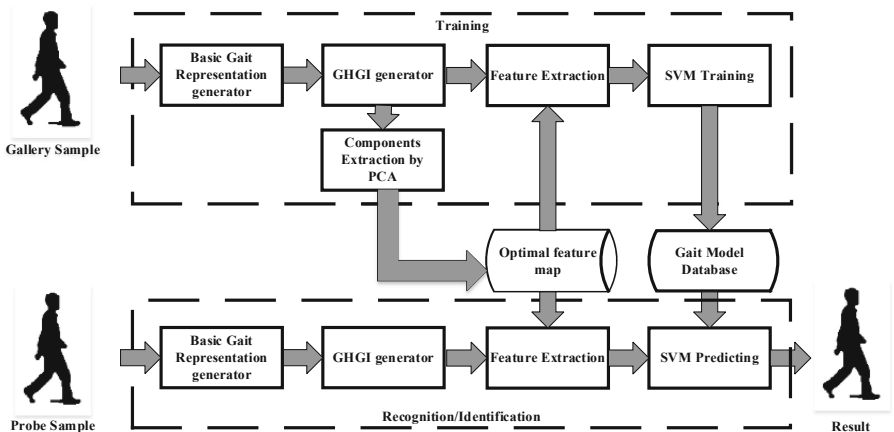 Training
Basic Gait
Representation
generator
GHGI generator
Feature Extraction
SVM Training
Gallery Sample
Components
Extraction by
PCA
Optimal feature
map
Gait Model
Database
Basic Gait
Representation
generator
GHGI generator
Feature Extraction
SVM Predicting
Probe Sample
Recognition/Identification
Result